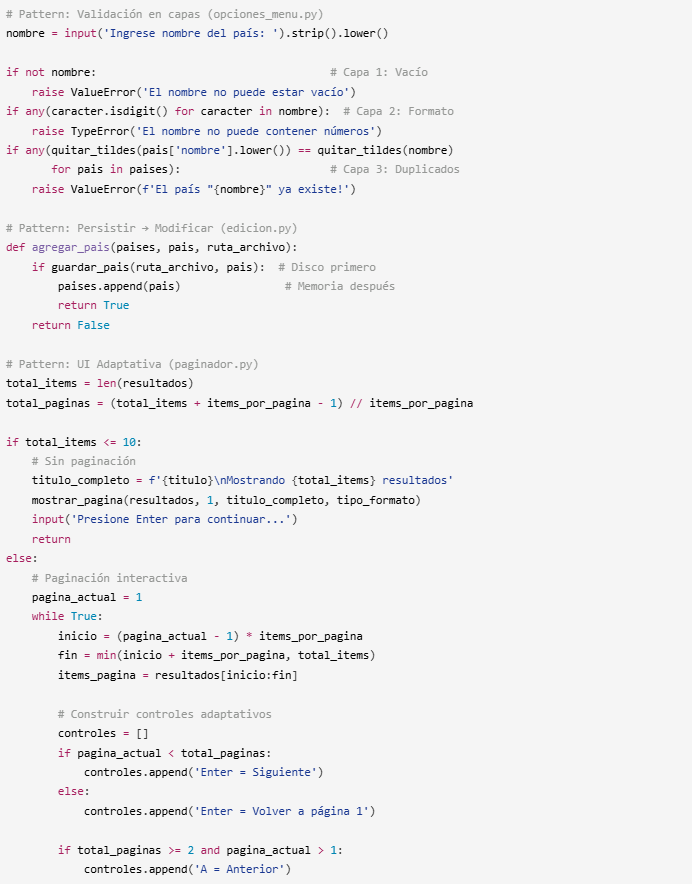 # Pattern: Validación en capas (opciones_menu.py)
nombre = input('Ingrese nombre del país: ').strip().lower()

if not nombre:                                    # Capa 1: Vacío
    raise ValueError('El nombre no puede estar vacío')
if any(caracter.isdigit() for caracter in nombre):  # Capa 2: Formato
    raise TypeError('El nombre no puede contener números')
if any(quitar_tildes(pais['nombre'].lower()) == quitar_tildes(nombre)
       for pais in paises):                       # Capa 3: Duplicados
    raise ValueError(f'El país "{nombre}" ya existe!')

# Pattern: Persistir → Modificar (edicion.py)
def agregar_pais(paises, pais, ruta_archivo):
    if guardar_pais(ruta_archivo, pais):  # Disco primero
        paises.append(pais)                # Memoria después
        return True
    return False

# Pattern: UI Adaptativa (paginador.py)
total_items = len(resultados)
total_paginas = (total_items + items_por_pagina - 1) // items_por_pagina

if total_items <= 10:
    # Sin paginación
    titulo_completo = f'{titulo}\nMostrando {total_items} resultados'
    mostrar_pagina(resultados, 1, titulo_completo, tipo_formato)
    input('Presione Enter para continuar...')
    return
else:
    # Paginación interactiva
    pagina_actual = 1
    while True:
        inicio = (pagina_actual - 1) * items_por_pagina
        fin = min(inicio + items_por_pagina, total_items)
        items_pagina = resultados[inicio:fin]

        # Construir controles adaptativos
        controles = []
        if pagina_actual < total_paginas:
            controles.append('Enter = Siguiente')
        else:
            controles.append('Enter = Volver a página 1')

        if total_paginas >= 2 and pagina_actual > 1:
            controles.append('A = Anterior')